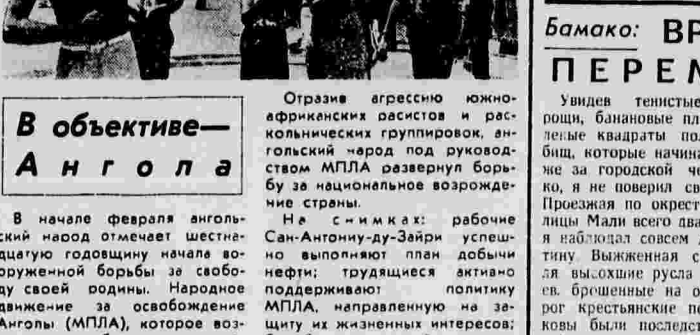 В объективе—
Ангола
В начале февраля анголь-
ский народ отмечает шестна-
дцатую годовщину начала во-
оруженной борьбы за свобо-
ду своей родины. Народное
движение за освобождение
Анголы (МПЛА), которое воз-
Отразив агрессию южно-
африканских расистов и рас-
кольнических группировок, ан-
гольский народ под руковод-
ством МПЛА развернул борь-
бу за национальное возрожде-
ние страны.
На снимках: рабочие
Сан-Антониу-ду-Зайри успеш-
но выполняют план добычи
нефти; трудящиеся активно
поддерживают политику
МПЛА, направленную на за-
щиту их жизненных интересов;
Бамако: ВР
ПЕРЕМ
Увидев тенистые
рощи, банановые пл
леные квадраты по
бищ, которые начина
же за городской че
ко, я не поверил св
Проезжая по окрест
лицы Мали всего два
я наблюдал совсем
тину Выжженная с
ля высохшие русла
ев. брошенные на о
рог крестьянские
ковы были последс